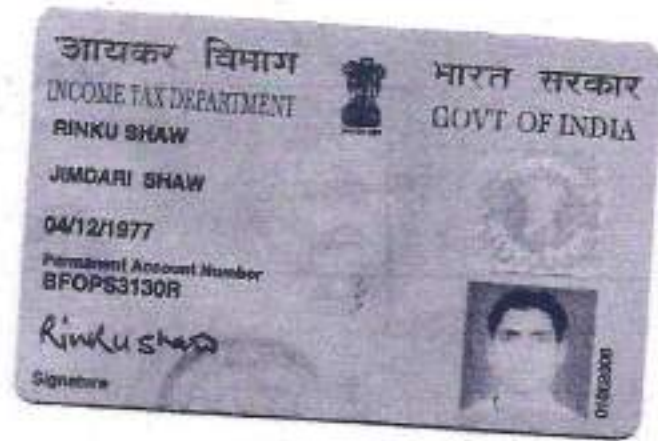 आयकर विभाग
INCOME TAX DEPARTMENT
भारत सरकार
GOVT OF INDIA
RINKU SHAW
JIMDARI SHAW
04/12/1977
Permanent Account Number
BFOPS3130R
Rinku Shaw
Signature